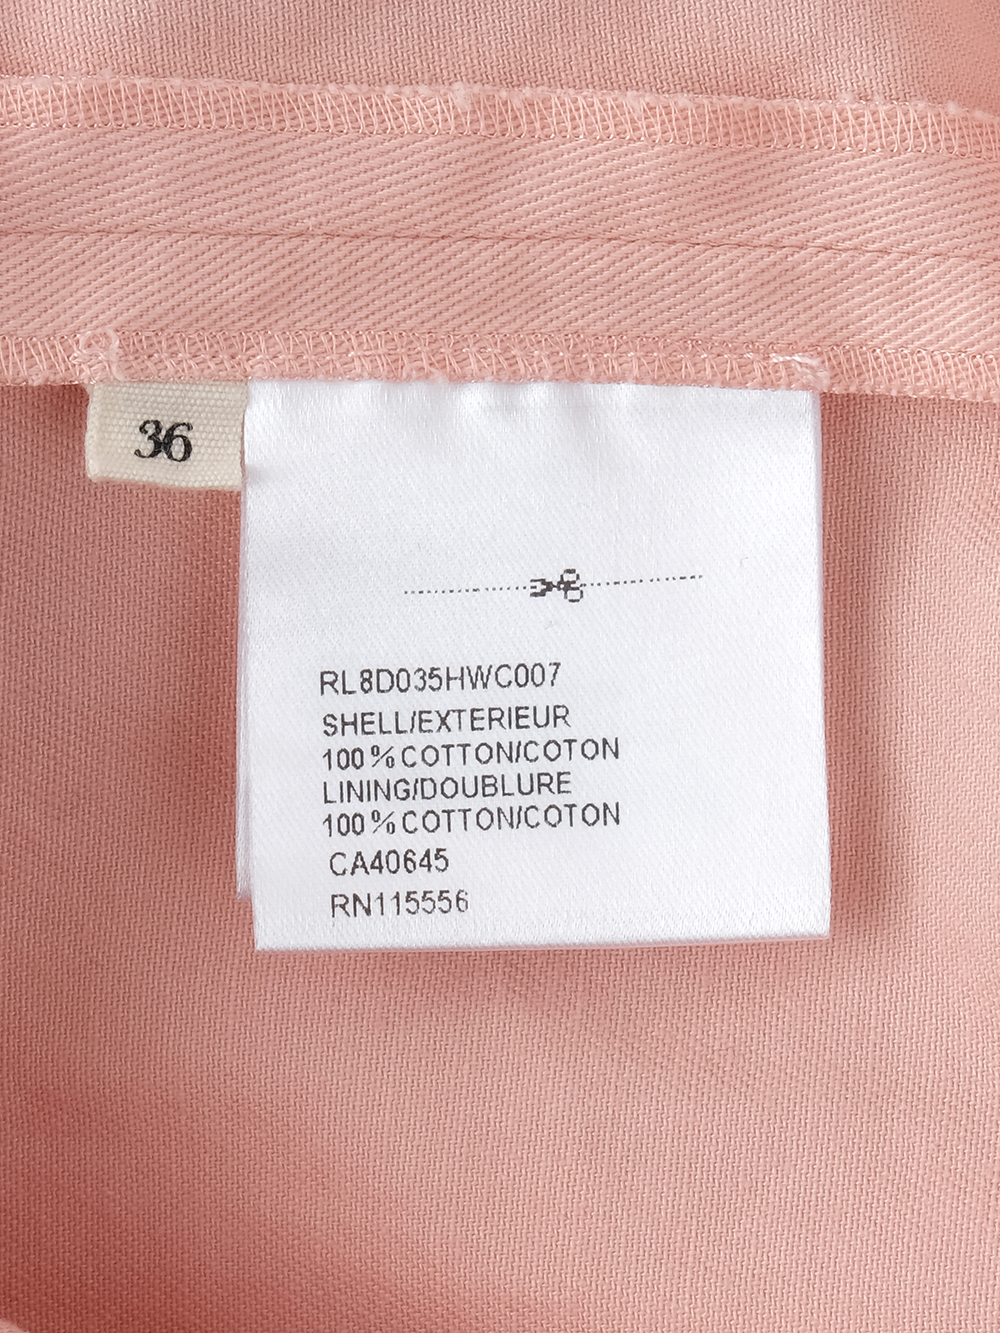 36
RL8D035HWC007
SHELL/EXTERIEUR
100%COTTON/COTON
LINING/DOUBLURE
100%COTTON/COTON
CA40645
RN115556